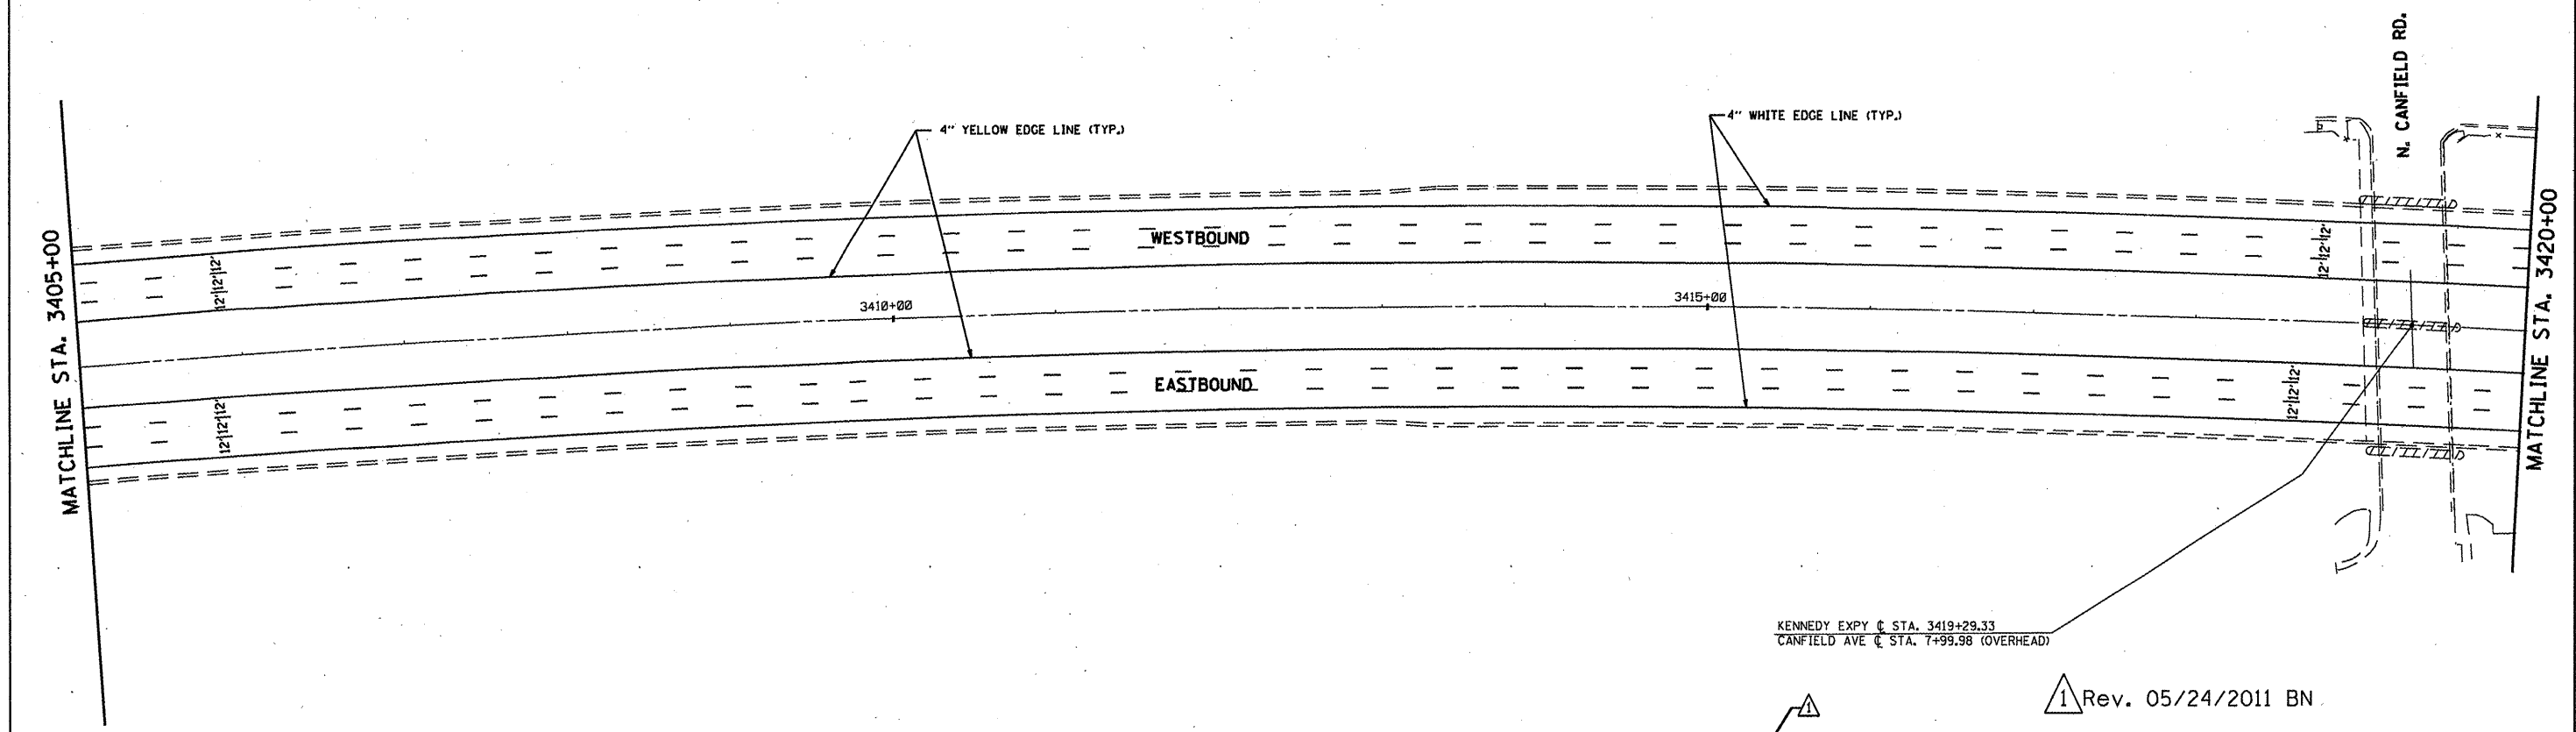 N. CANFIELD RD.
4" YELLOW EDGE LINE (TYP.)
4" WHITE EDGE LINE (TYP.)
MATCHLINE STA. 3405+00
MATCHLINE STA. 3420+00
WESTBOUND
12' 12' 12'
12' 12' 12'
3410+00
3415+00
EASTBOUND
12' 12' 12'
12' 12' 12'
KENNEDY EXPY ℄ STA. 3419+29.33
CANFIELD AVE ℄ STA. 7+99.98 (OVERHEAD)
1 Rev. 05/24/2011 BN
1